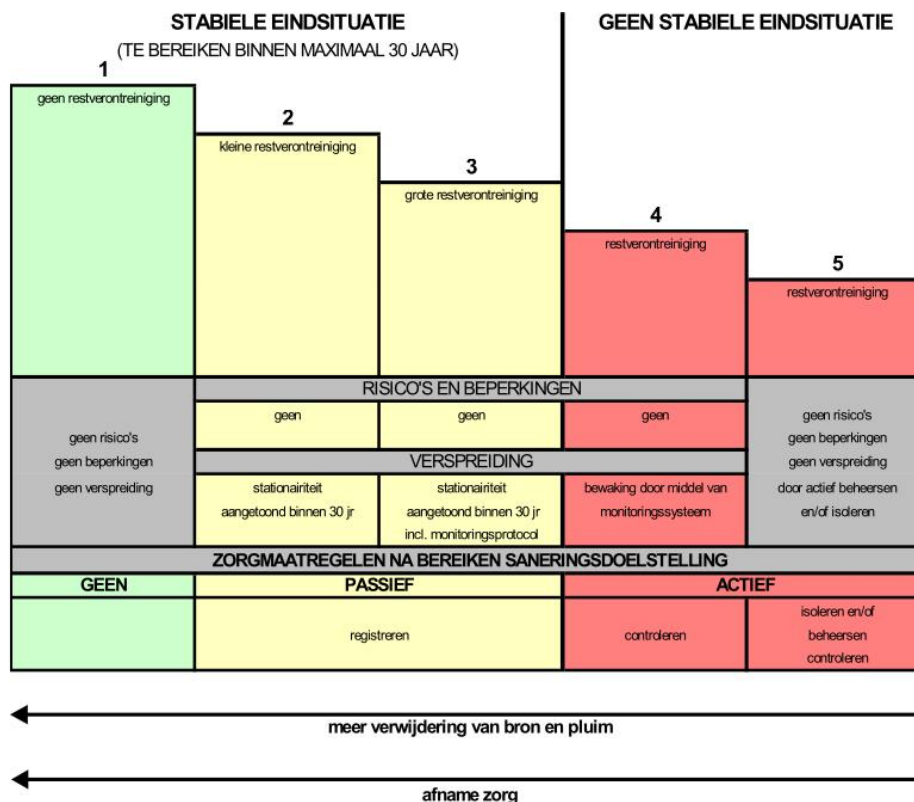 STABIELE EINDSITUATIE
(TE BEREIKEN BINNEN MAXIMAAL 30 JAAR)
GEEN STABIELE EINDSITUATIE
1
geen restverontreiniging
2
kleine restverontreiniging
3
grote restverontreiniging
4
restverontreiniging
5
restverontreiniging
RISICO'S EN BEPERKINGEN
geen
geen
geen
geen risico's
geen beperkingen
geen verspreiding
geen risico's
geen beperkingen
geen verspreiding
door actief beheersen
en/of isoleren
VERSPREIDING
stationairiteit
aangetoond binnen 30 jr
stationairiteit
aangetoond binnen 30 jr
incl. monitoringsprotocol
bewaking door middel van
monitoringssysteem
ZORGMAATREGELEN NA BEREIKEN SANERINGSDOELSTELLING
GEEN
PASSIEF
ACTIEF
registreren
controleren
isoleren en/of
beheersen
controleren
meer verwijdering van bron en pluim
afname zorg